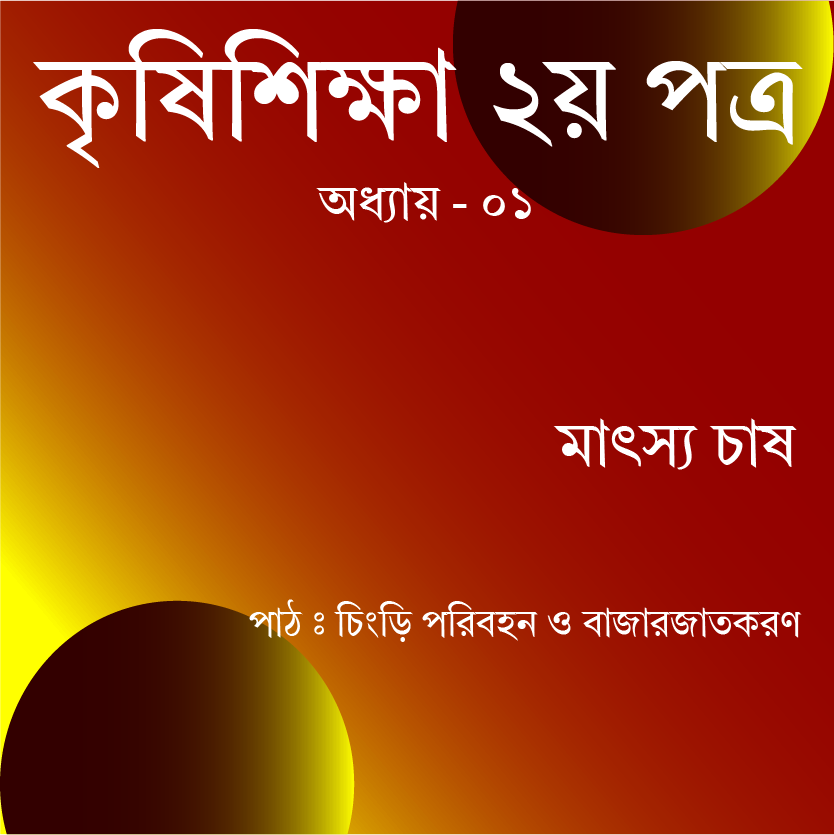 কৃষিশিক্ষা ২য় পত্র
অধ্যায় - ০১
মাৎস্য চাষ
পাঠ ঃ চিংড়ি পরিবহন ও বাজারজাতকরণ